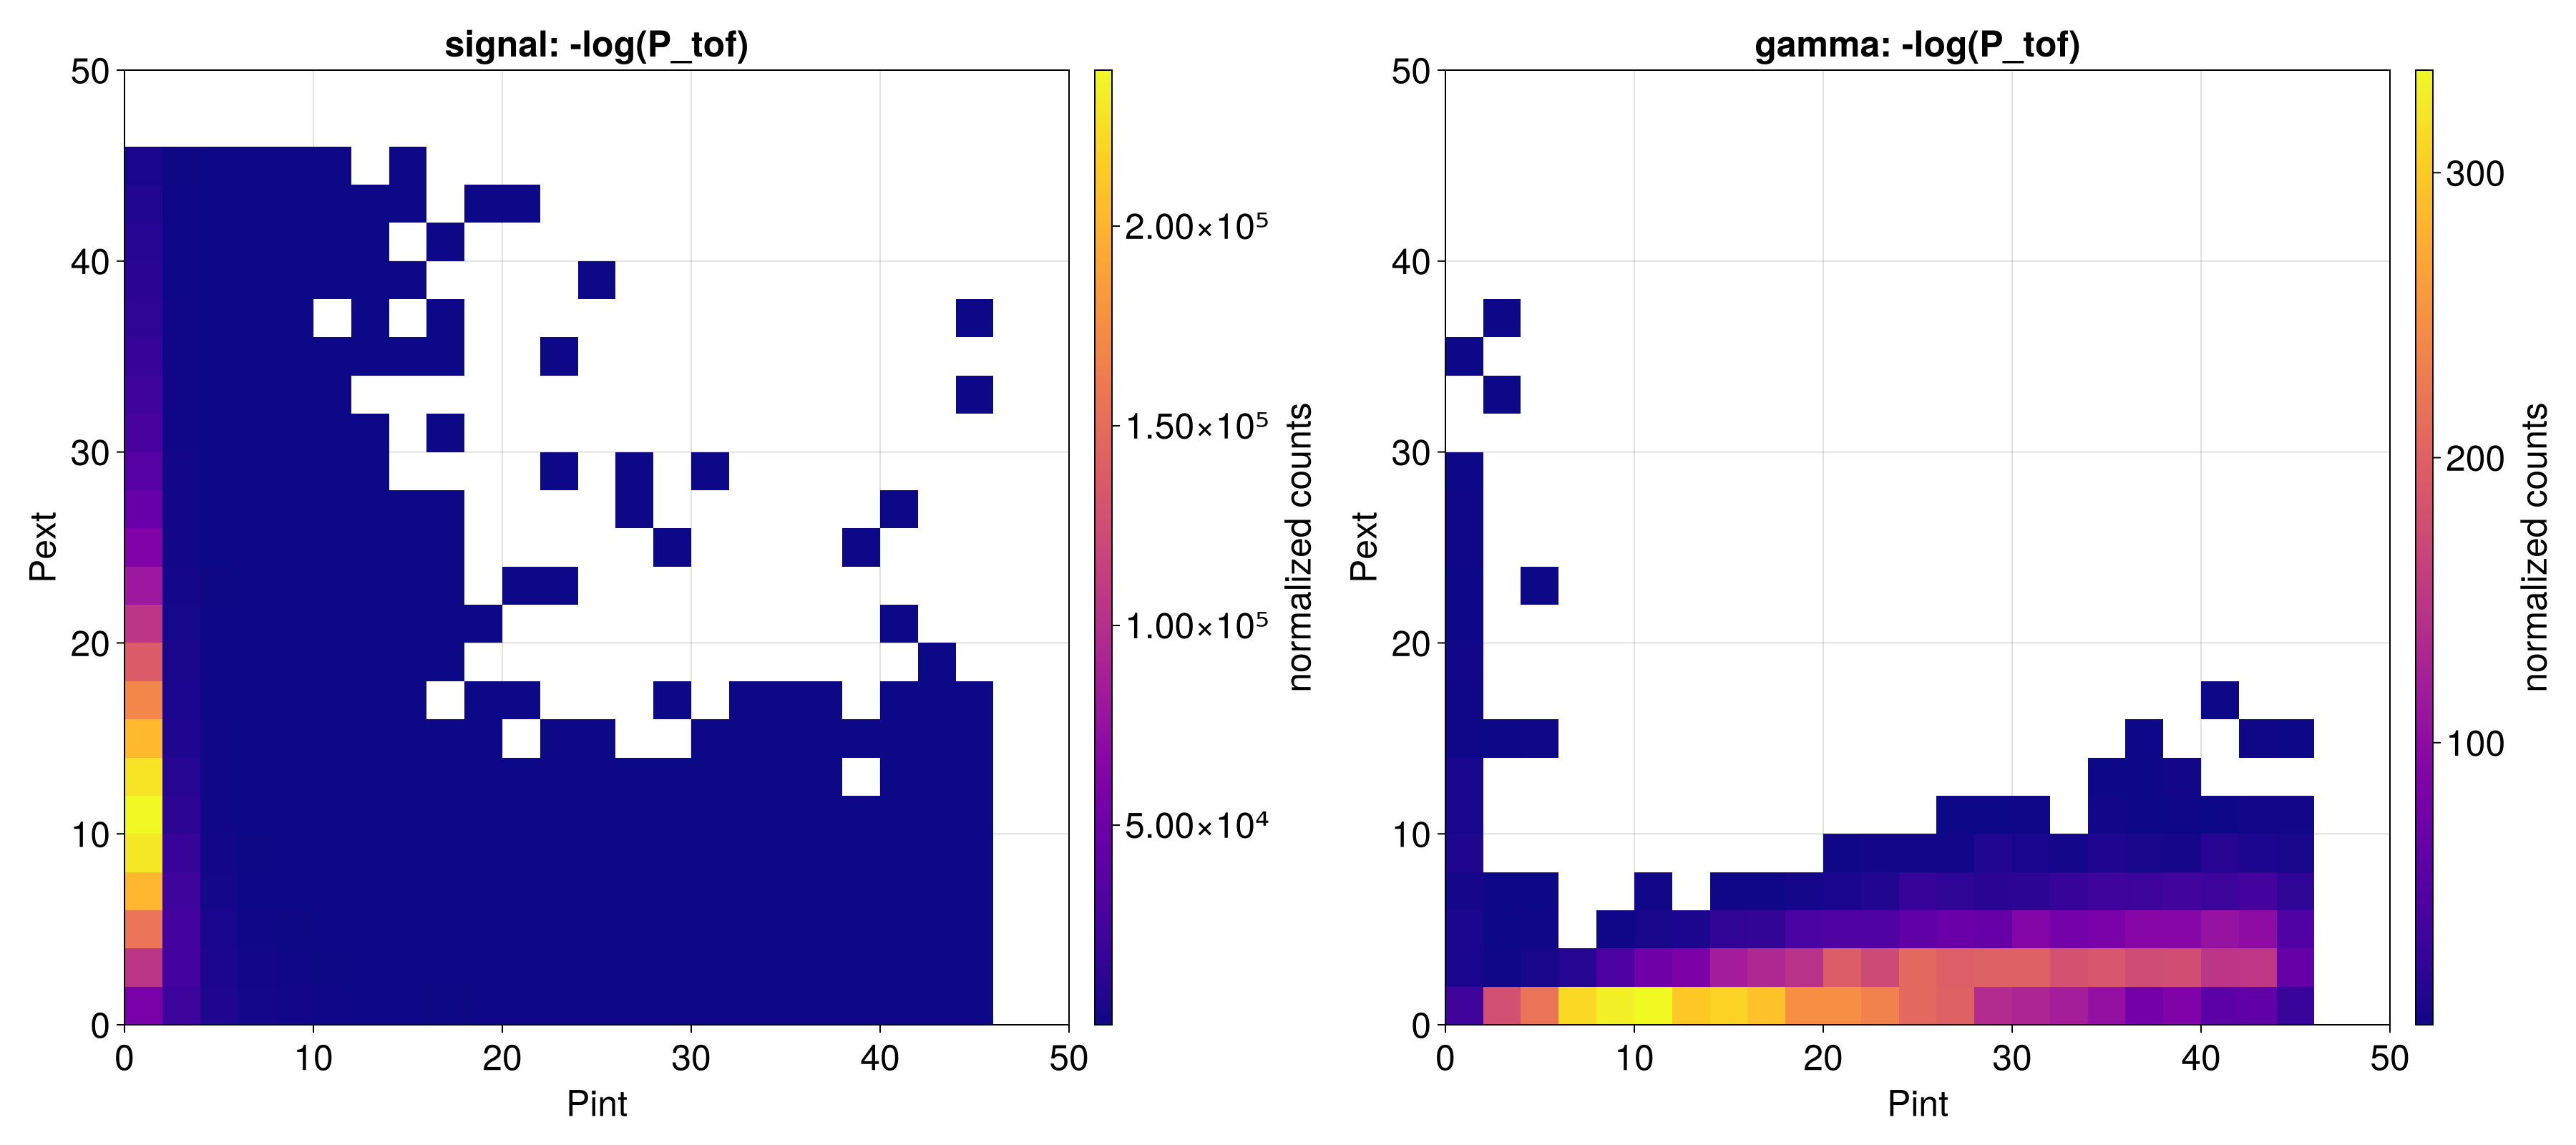 signal: -log(P_tof)
50
40
30
20
10
0
Pext
0 10 20 30 40 50
Pint
2.00×10⁵
1.50×10⁵
1.00×10⁵
5.00×10⁴
normalized counts
gamma: -log(P_tof)
50
40
30
20
10
0
Pext
0 10 20 30 40 50
Pint
300
200
100
normalized counts